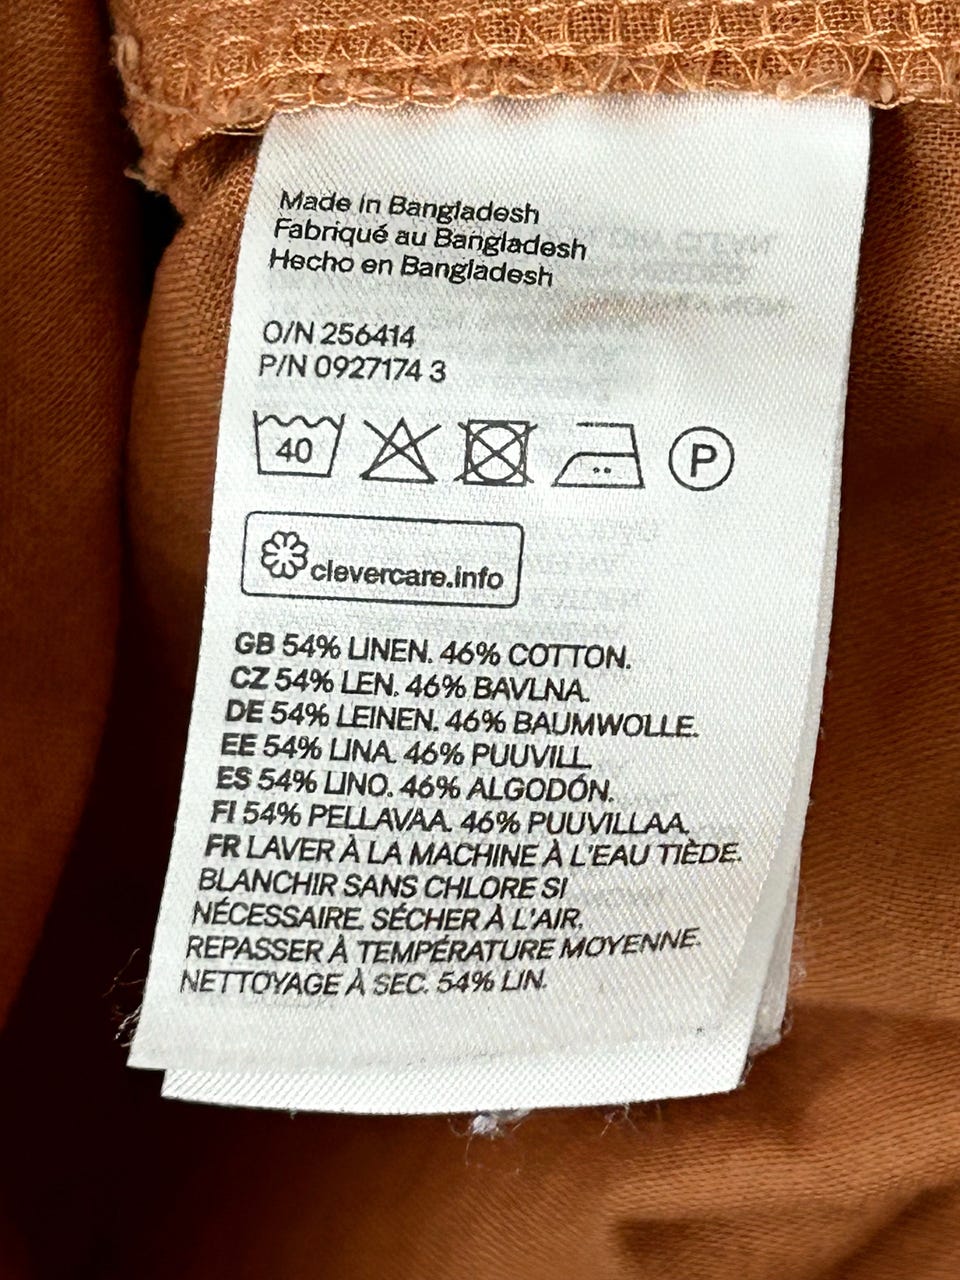 Made in Bangladesh
Fabriqué au Bangladesh
Hecho en Bangladesh
O/N 256414
P/N 0927174 3
40 P
clevercare.info
GB 54% LINEN. 46% COTTON.
CZ 54% LEN. 46% BAVLNA.
DE 54% LEINEN. 46% BAUMWOLLE.
EE 54% LINA. 46% PUUVILL.
ES 54% LINO. 46% ALGODÓN.
FI 54% PELLAVAA. 46% PUUVILLAA.
FR LAVER À LA MACHINE À L'EAU TIÈDE.
BLANCHIR SANS CHLORE SI
NÉCESSAIRE. SÉCHER À L'AIR.
REPASSER À TEMPÉRATURE MOYENNE.
NETTOYAGE À SEC. 54% LIN.